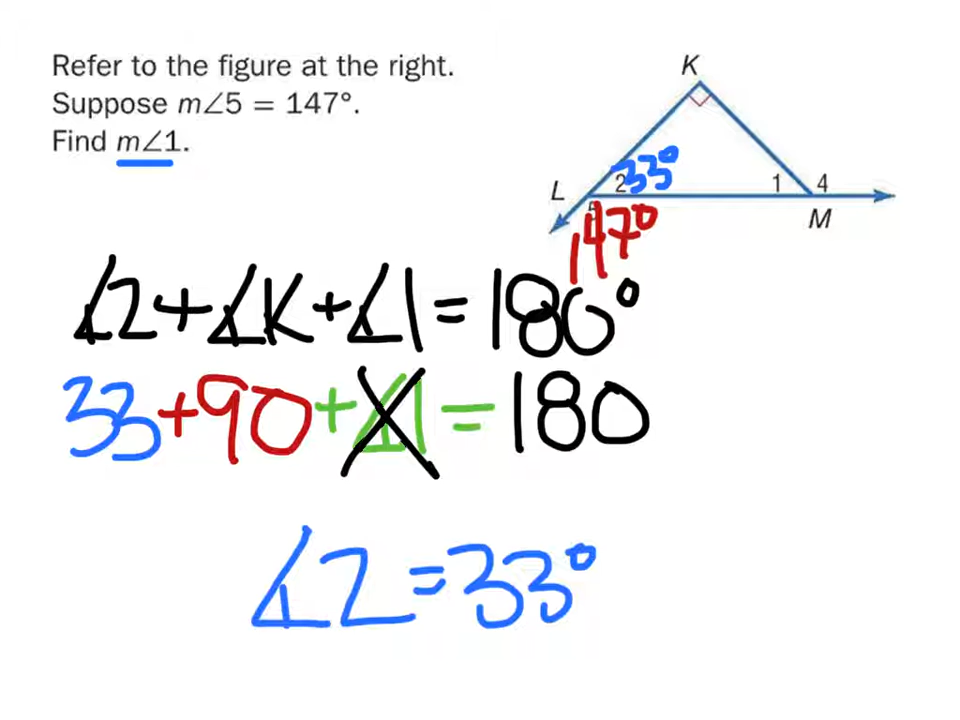 Refer to the figure at the right.
Suppose m∠5 = 147°.
Find m∠1.
K
L
2
33°
1
4
M
5
147°
∠2+∠K+∠1=180°
33+90+∠1 X=180
∠2=33°